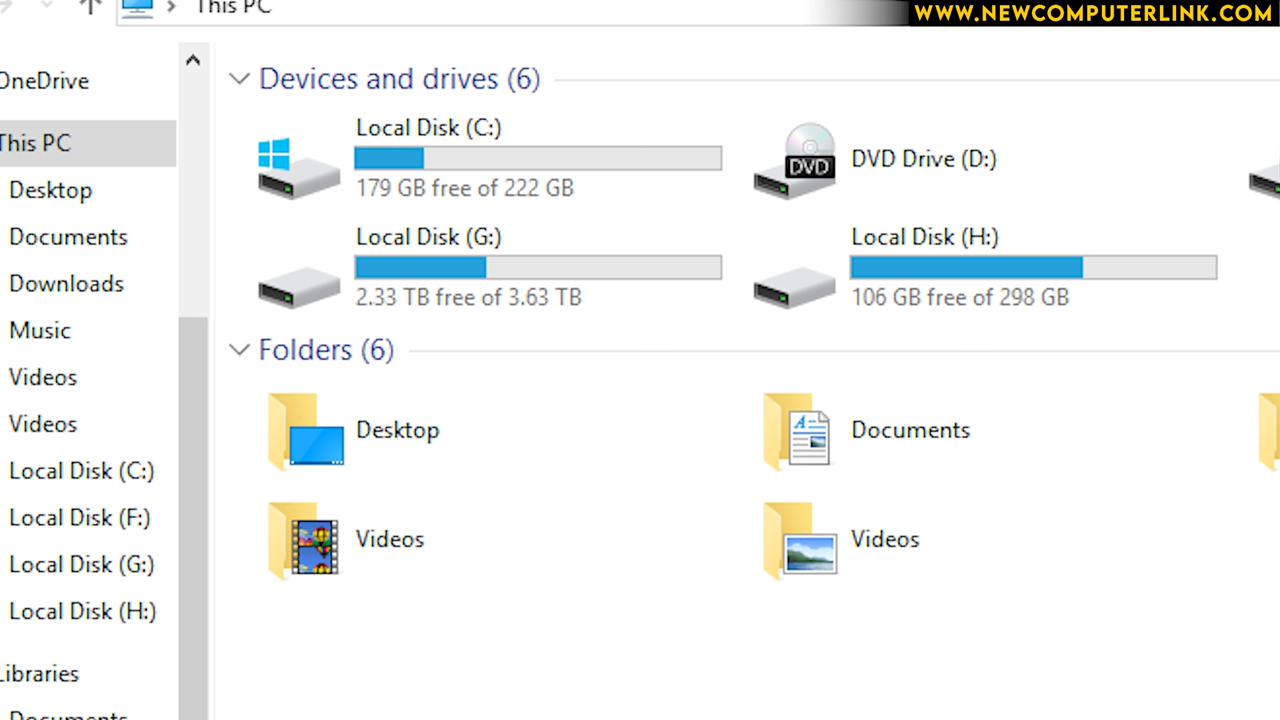 This PC
WWW.NEWCOMPUTERLINK.COM
OneDrive
This PC
Desktop
Documents
Downloads
Music
Videos
Videos
Local Disk (C:)
Local Disk (F:)
Local Disk (G:)
Local Disk (H:)
Libraries
Documents
Devices and drives (6)
Local Disk (C:)
179 GB free of 222 GB
DVD
DVD Drive (D:)
Local Disk (G:)
2.33 TB free of 3.63 TB
Local Disk (H:)
106 GB free of 298 GB
Folders (6)
Desktop
Documents
Videos
Videos